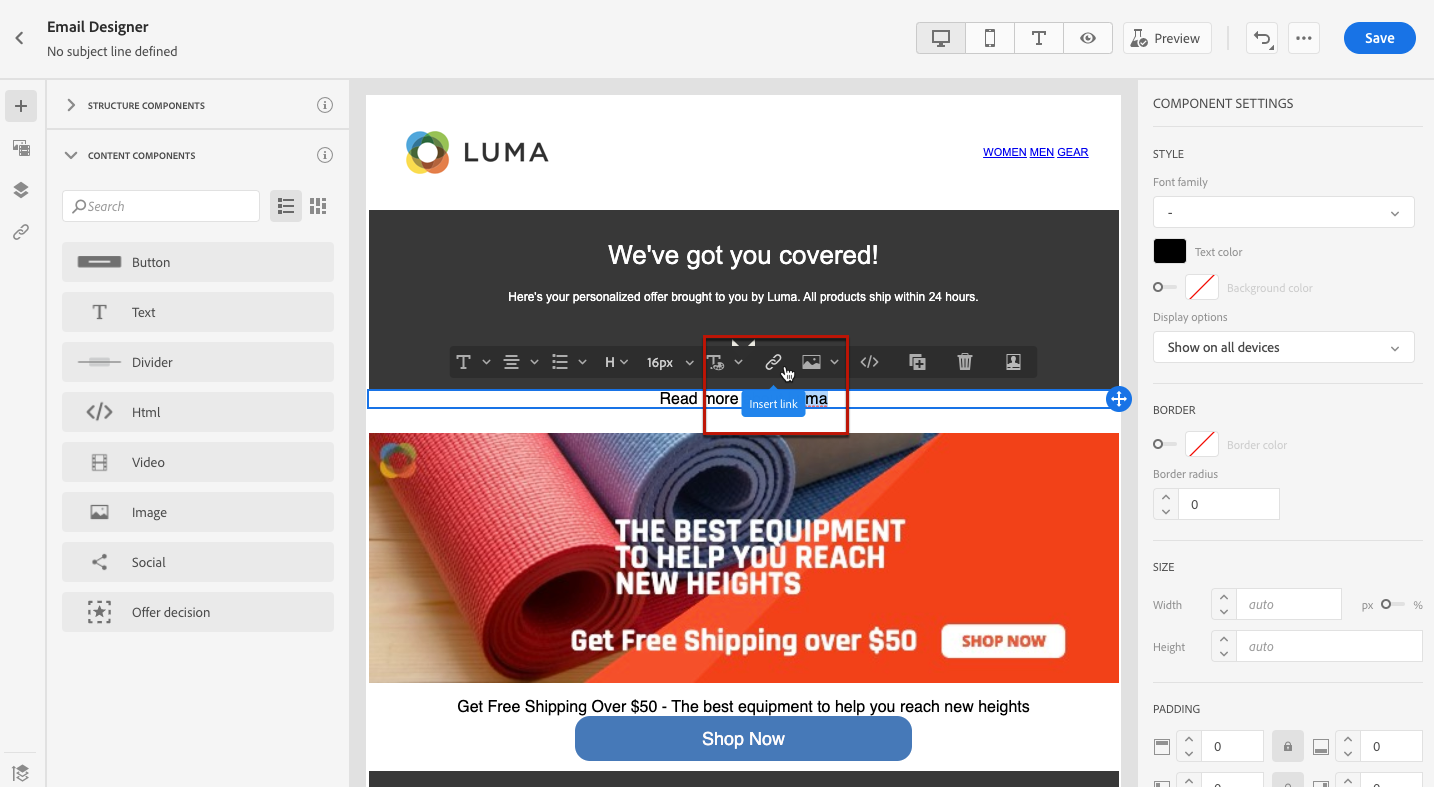 Email Designer
No subject line defined
Preview
Save
STRUCTURE COMPONENTS
CONTENT COMPONENTS
Search
Button
Text
Divider
Html
Video
Image
Social
Offer decision
LUMA
WOMEN MEN GEAR
We've got you covered!
Here's your personalized offer brought to you by Luma. All products ship within 24 hours.
H
16px
Read more
ma
Insert link
THE BEST EQUIPMENT
TO HELP YOU REACH
NEW HEIGHTS
Get Free Shipping over $50
SHOP NOW
Get Free Shipping Over $50 - The best equipment to help you reach new heights
Shop Now
COMPONENT SETTINGS
STYLE
Font family
-
Text color
Background color
Display options
Show on all devices
BORDER
Border color
Border radius
0
SIZE
Width
auto
px
%
Height
auto
PADDING
0
0